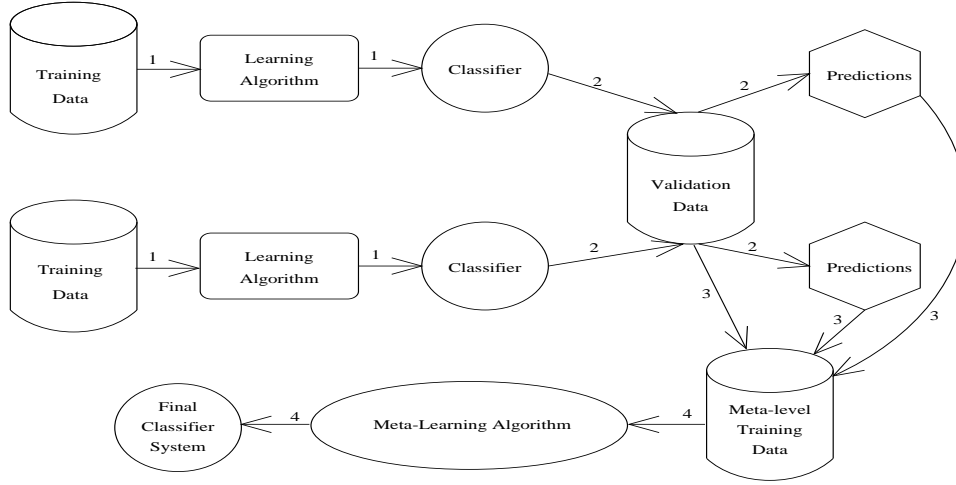 1
Learning
Algorithm
1
Classifier
2
2
Predictions
Training
Data
Validation
Data
1
Learning
Algorithm
1
Classifier
2
2
Predictions
Training
Data
3
3
3
Final
Classifier
System
4
Meta-Learning Algorithm
4
Meta-level
Training
Data